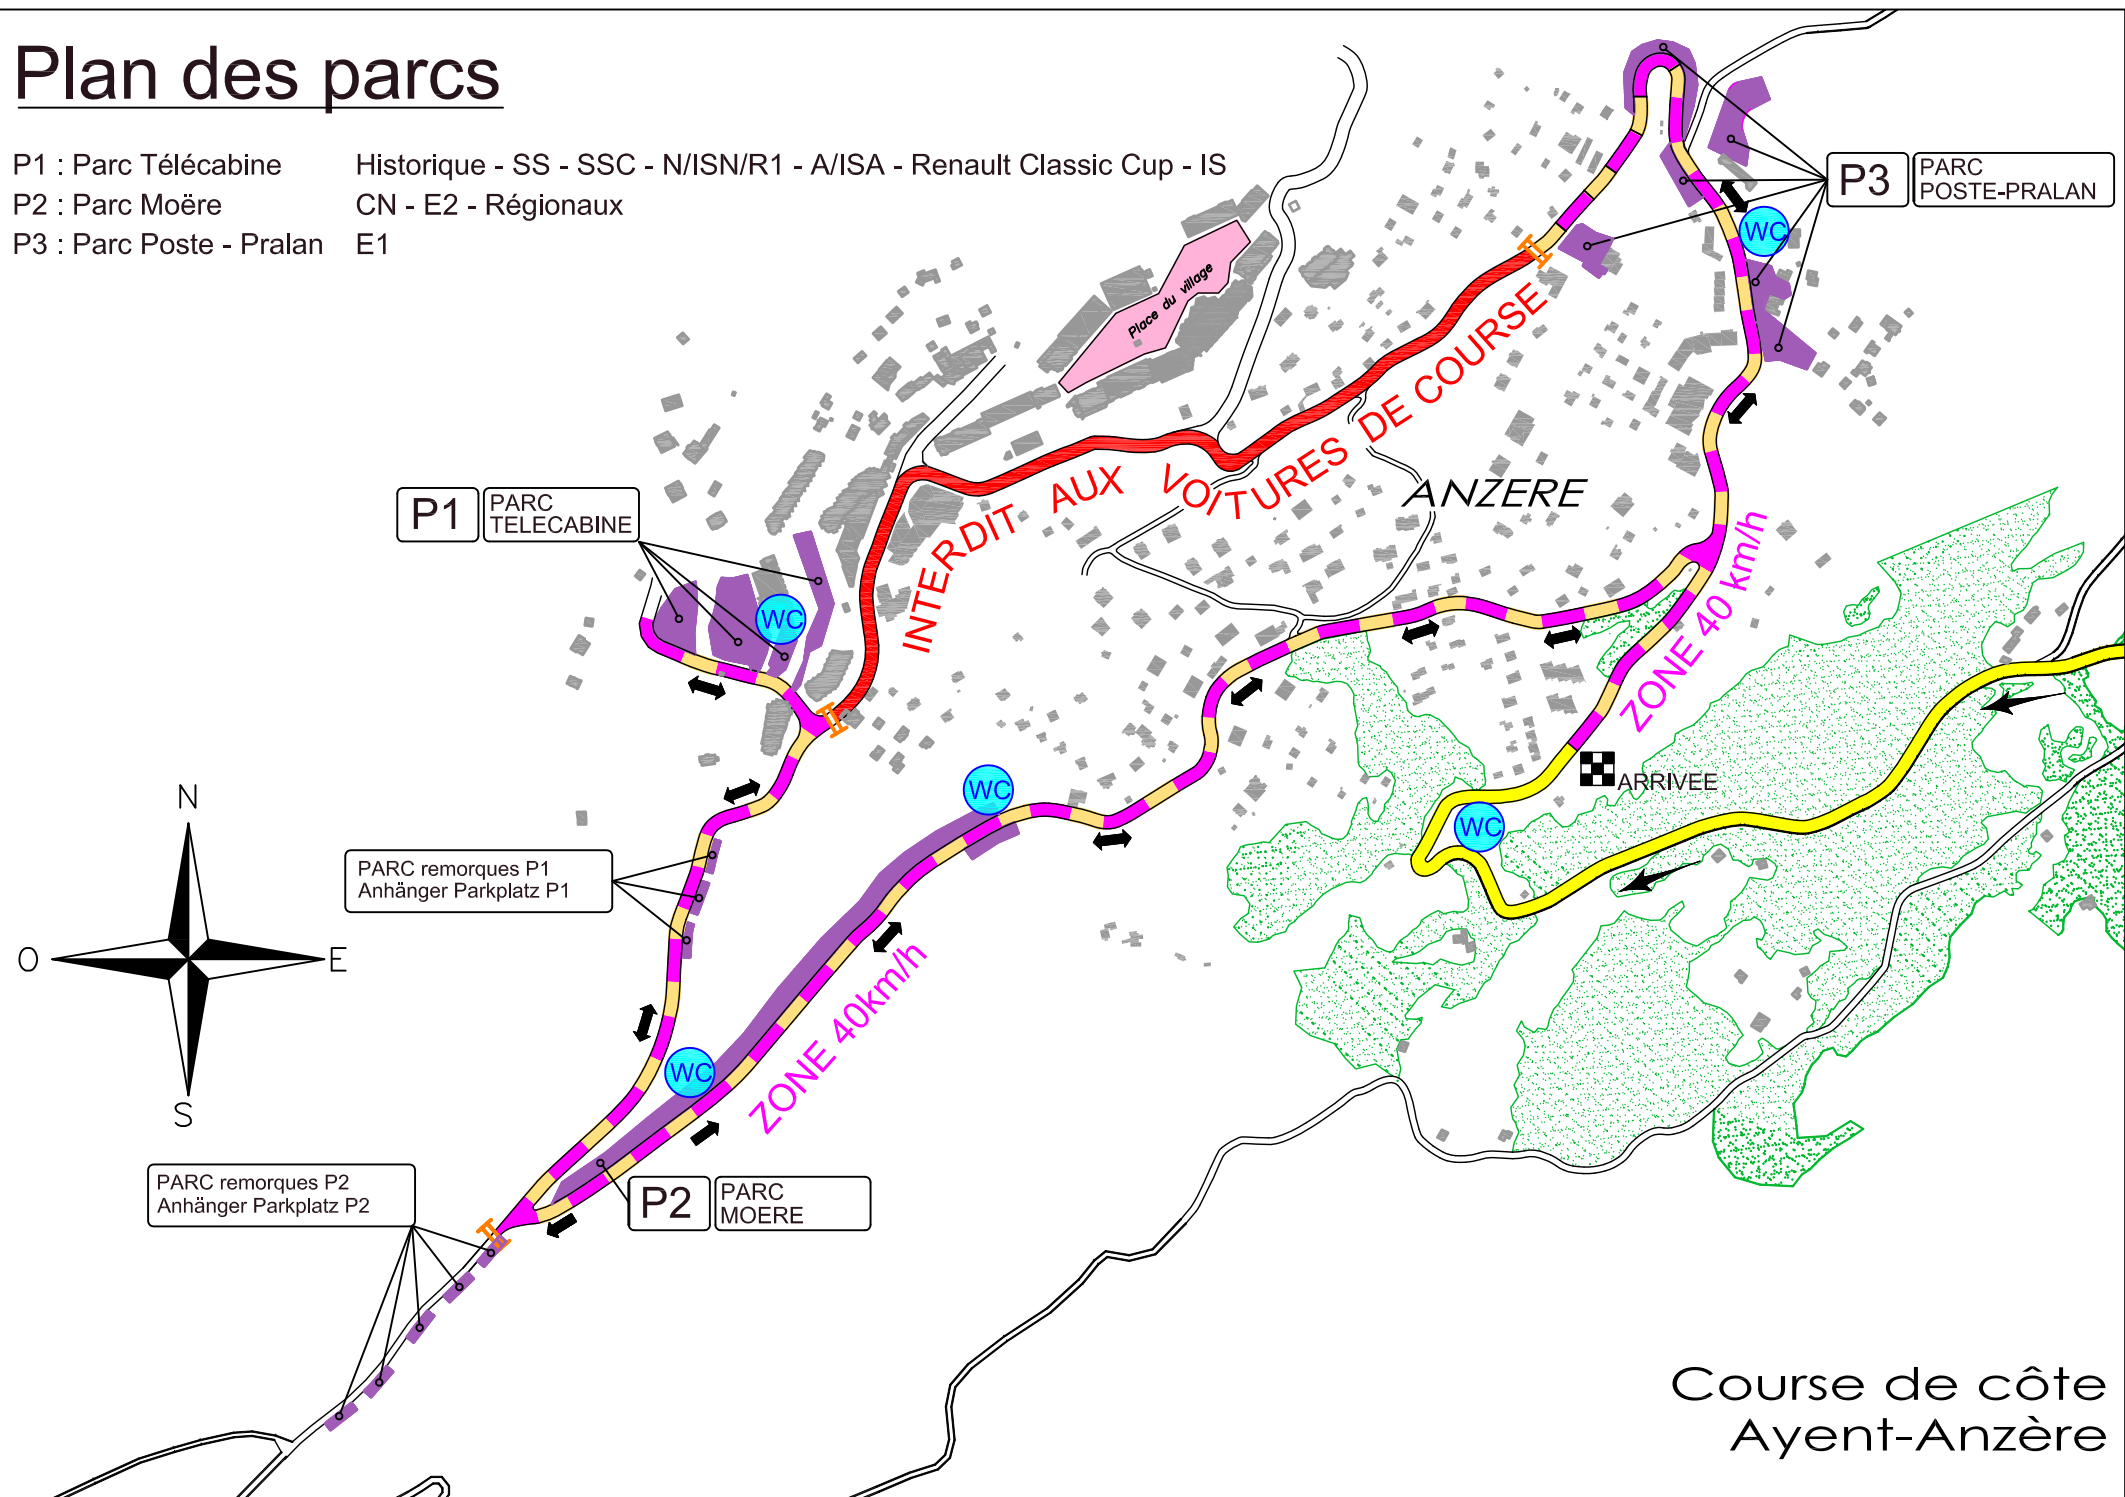 Plan des parcs
P1 : Parc Télécabine Historique - SS - SSC - N/ISN/R1 - A/ISA - Renault Classic Cup - IS
P2 : Parc Moëre CN - E2 - Régionaux
P3 : Parc Poste - Pralan E1
P3 PARC
POSTE-PRALAN
WC
Place du village
INTERDIT AUX VOITURES DE COURSE
ANZERE
P1 PARC
TELECABINE
WC
ZONE 40 km/h
ARRIVEE
WC
WC
N
O
E
S
PARC remorques P1
Anhänger Parkplatz P1
ZONE 40km/h
WC
PARC remorques P2
Anhänger Parkplatz P2
P2 PARC
MOERE
Course de côte
Ayent-Anzère